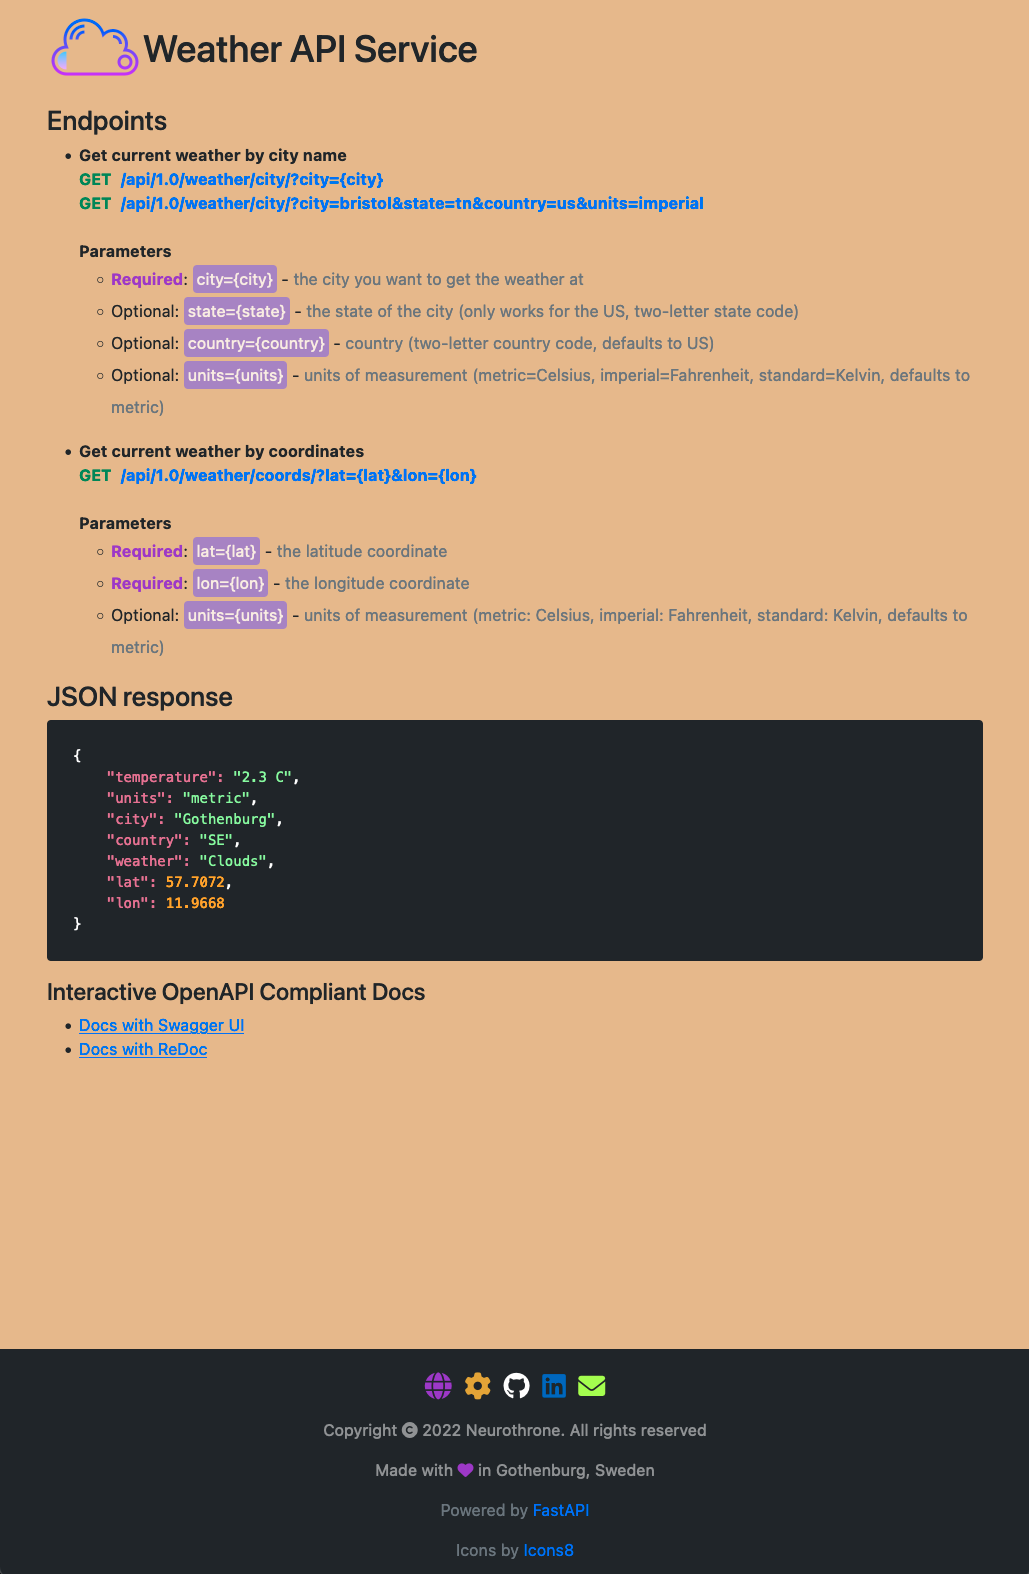 Weather API Service
Endpoints
• Get current weather by city name
GET /api/1.0/weather/city/?city={city}
GET /api/1.0/weather/city/?city=bristol&state=tn&country=us&units=imperial
Parameters
◦ Required: city={city} - the city you want to get the weather at
◦ Optional: state={state} - the state of the city (only works for the US, two-letter state code)
◦ Optional: country={country} - country (two-letter country code, defaults to US)
◦ Optional: units={units} - units of measurement (metric=Celsius, imperial=Fahrenheit, standard=Kelvin, defaults to
metric)
• Get current weather by coordinates
GET /api/1.0/weather/coords/?lat={lat}&lon={lon}
Parameters
◦ Required: lat={lat} - the latitude coordinate
◦ Required: lon={lon} - the longitude coordinate
◦ Optional: units={units} - units of measurement (metric: Celsius, imperial: Fahrenheit, standard: Kelvin, defaults to
metric)
JSON response
{
    "temperature": "2.3 C",
    "units": "metric",
    "city": "Gothenburg",
    "country": "SE",
    "weather": "Clouds",
    "lat": 57.7072,
    "lon": 11.9668
}
Interactive OpenAPI Compliant Docs
• Docs with Swagger UI
• Docs with ReDoc
Copyright © 2022 Neurothrone. All rights reserved
Made with 💜 in Gothenburg, Sweden
Powered by FastAPI
Icons by Icons8